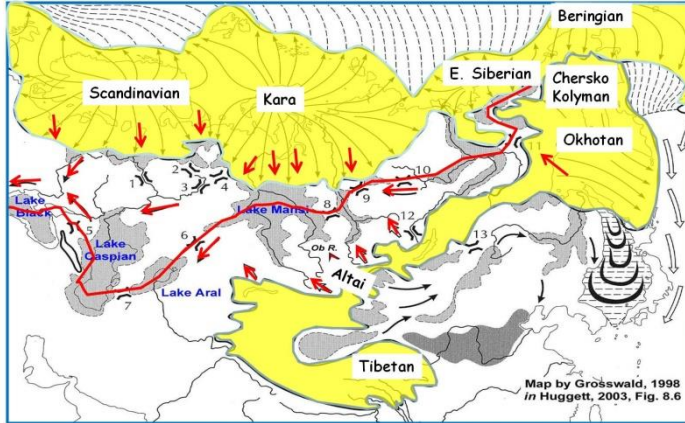 Beringian
E. Siberian
Chersko
Kolyman
Scandinavian
Kara
Okhotan
11
10
1
2
3
4
9
8
Lake Mansi
Lake
Black
12
5
Lake
Caspian
6
Ob R.
13
Altai
7
Lake Aral
Tibetan
Map by Grosswald, 1998
in Huggett, 2003, Fig. 8.6